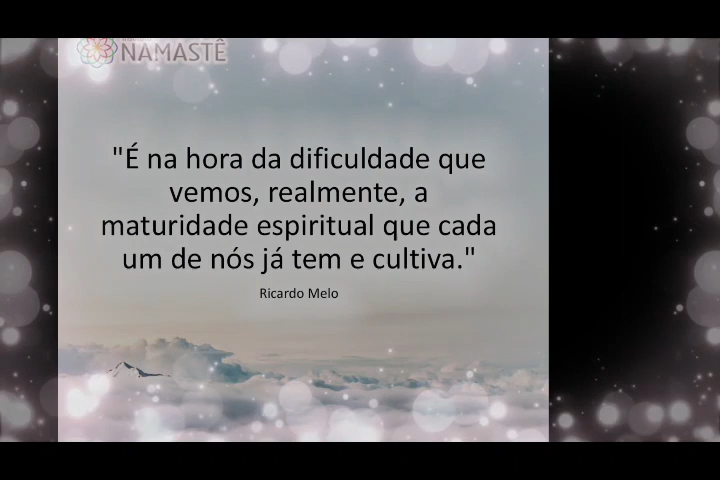 NAMASTÊ
"É na hora da dificuldade que
vemos, realmente, a
maturidade espiritual que cada
um de nós já tem e cultiva."
Ricardo Melo